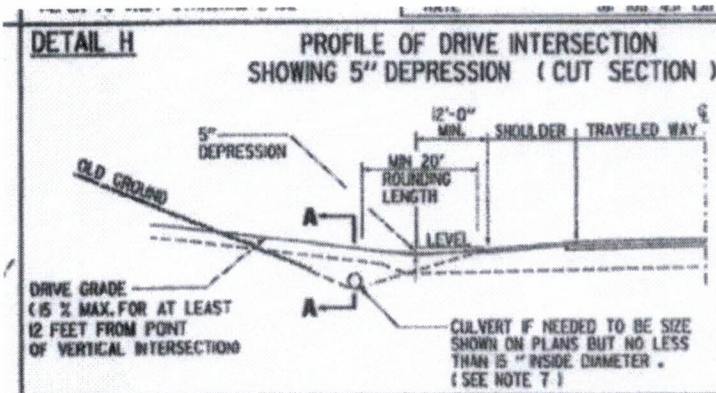 DETAIL H
PROFILE OF DRIVE INTERSECTION
SHOWING 5" DEPRESSION (CUT SECTION)
5"
DEPRESSION
12'-0"
MIN.
SHOULDER
TRAVELED WAY
MIN 20'
ROUNDING
LENGTH
OLD GROUND
A
LEVEL
DRIVE GRADE
(15 % MAX. FOR AT LEAST
12 FEET FROM POINT
OF VERTICAL INTERSECTION)
A
CULVERT IF NEEDED TO BE SIZE
SHOWN ON PLANS BUT NO LESS
THAN 15 " INSIDE DIAMETER .
( SEE NOTE 7 )